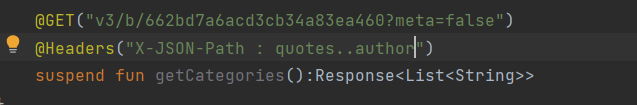 @GET("v3/b/662bd7a6acd3cb34a83ea460?meta=false")
@Headers("X-JSON-Path : quotes..author")
suspend fun getCategories():Response<List<String>>